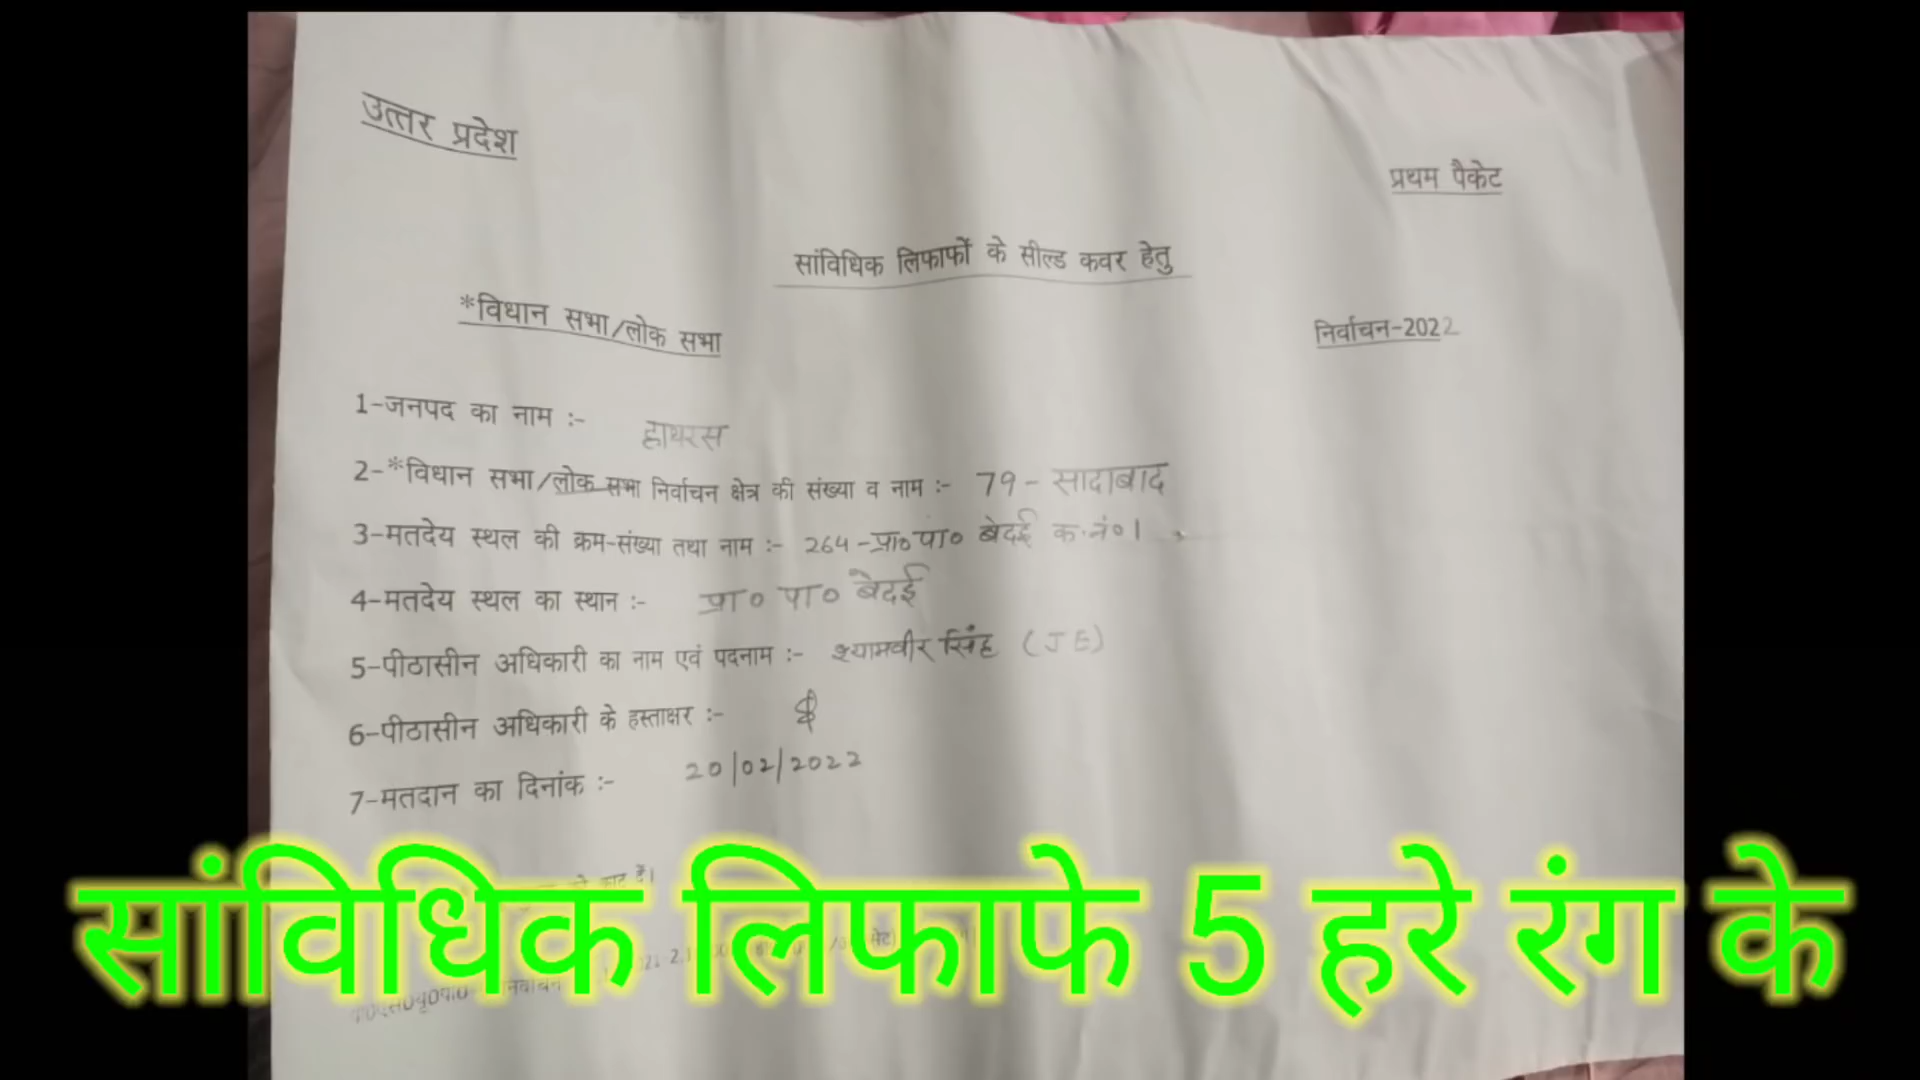 उत्तर प्रदेश
प्रथम पैकेट
सांविधिक लिफाफों के सील्ड कवर हेतु
*विधान सभा/लोक सभा
निर्वाचन-2022
1-जनपद का नाम :- हाथरस
2-*विधान सभा/लोक सभा निर्वाचन क्षेत्र की संख्या व नाम :- 79 - सादाबाद
3-मतदेय स्थल की क्रम-संख्या तथा नाम :- 264 - प्रा० पा० बेदई क.नं० 1
4-मतदेय स्थल का स्थान :- प्रा० पा० बेदई
5-पीठासीन अधिकारी का नाम एवं पदनाम :- श्यामवीर सिंह (JE)
6-पीठासीन अधिकारी के हस्ताक्षर :-
7-मतदान का दिनांक :- 20/02/2022
काट दें।
सांविधिक लिफाफे 5 हरे रंग के